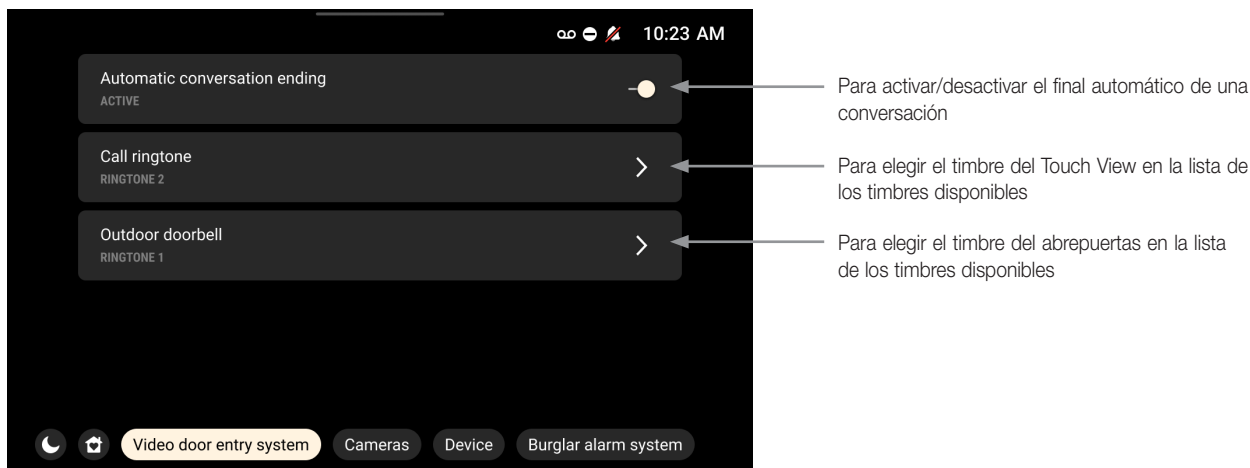 10:23 AM
Automatic conversation ending
ACTIVE
Para activar/desactivar el final automático de una
conversación
Call ringtone
RINGTONE 2
Para elegir el timbre del Touch View en la lista de
los timbres disponibles
Outdoor doorbell
RINGTONE 1
Para elegir el timbre del abrepuertas en la lista
de los timbres disponibles
Video door entry system Cameras Device Burglar alarm system